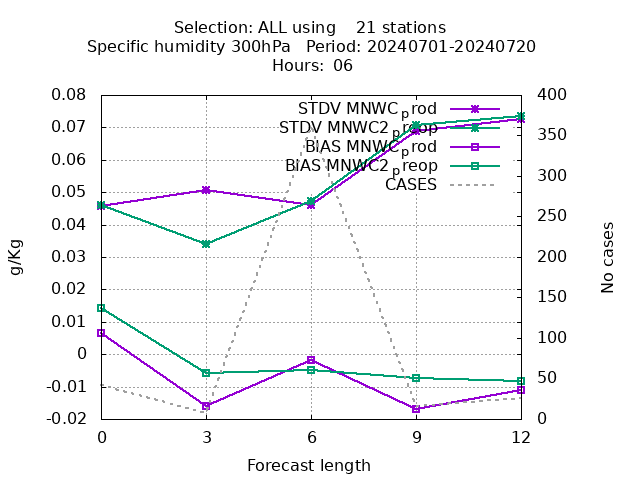 Selection: ALL using    21 stations
Specific humidity 300hPa   Period: 20240701-20240720
Hours:  06
STDV MNWC_prod
STDV MNWC2_preop
BIAS MNWC_prod
BIAS MNWC2_preop
CASES
0.08
0.07
0.06
0.05
0.04
0.03
0.02
0.01
0
-0.01
-0.02
400
350
300
250
200
150
100
50
0
g/Kg
No cases
0 3 6 9 12
Forecast length